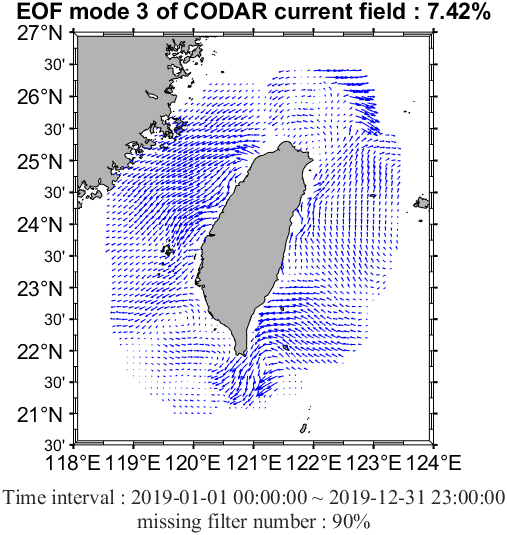 EOF mode 3 of CODAR current field : 7.42%
27°N
30'
26°N
30'
25°N
30'
24°N
30'
23°N
30'
22°N
30'
21°N
30'
118°E 119°E 120°E 121°E 122°E 123°E 124°E
Time interval : 2019-01-01 00:00:00 ~ 2019-12-31 23:00:00
missing filter number : 90%